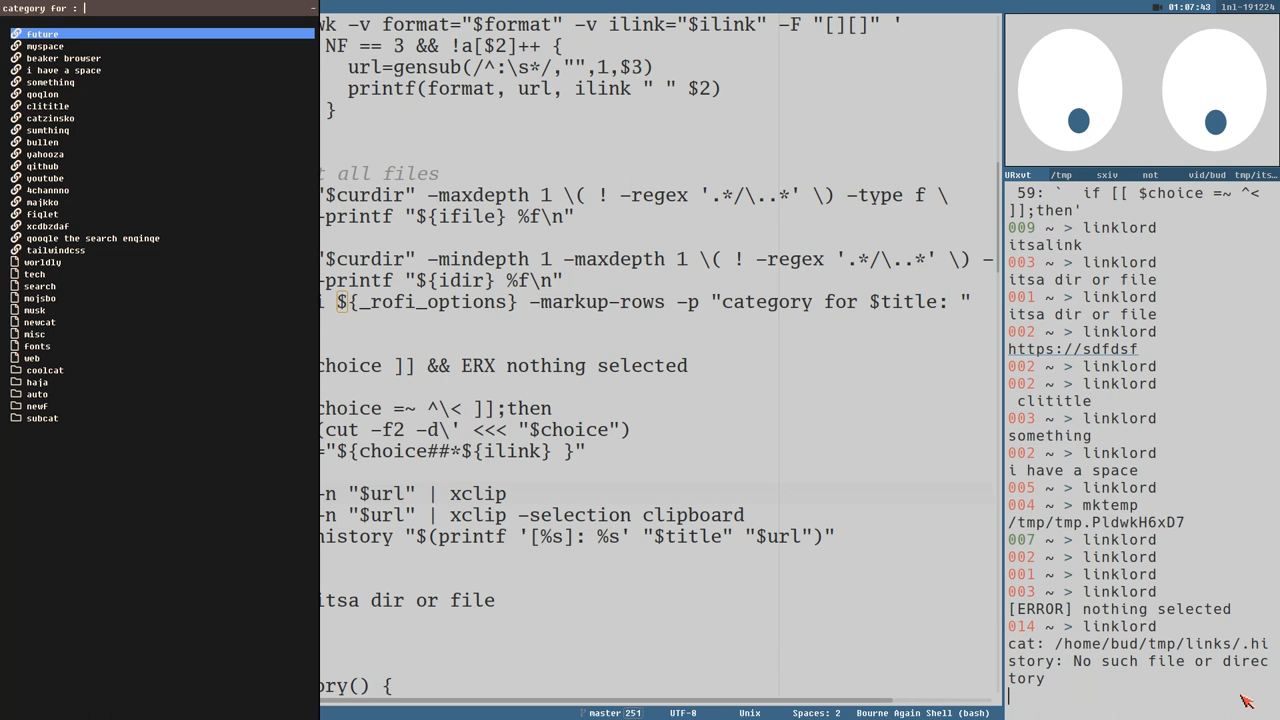 category for :
future
myspace
beaker browser
i have a space
something
qoqlon
clititle
catzinsko
sumthing
bullen
yahooza
github
youtube
4channno
majkko
figlet
xcdbzdaf
google the search enginge
tailwindcss
worldly
tech
search
mojsbo
musk
newcat
misc
fonts
web
coolcat
haja
auto
newf
subcat
wk -v format="$format" -v ilink="$ilink" -F "[][]" '
NF == 3 && !a[$2]++ {
url=gensub(/^:\s*/,"",1,$3)
printf(format, url, ilink " " $2)
}
t all files
"$curdir" -maxdepth 1 \( ! -regex '.*/\..*' \) -type f \
-printf "${ifile} %f\n"
"$curdir" -mindepth 1 -maxdepth 1 \( ! -regex '.*/\..*' \) -
-printf "${idir} %f\n"
i ${_rofi_options} -markup-rows -p "category for $title: "
choice ]] && ERX nothing selected
choice =~ ^\< ]];then
(cut -f2 -d\' <<< "$choice")
="${choice##*${ilink} }"
-n "$url" | xclip
-n "$url" | xclip -selection clipboard
history "$(printf '[%s]: %s' "$title" "$url")"
itsa dir or file
ory() {
master 251 UTF-8 Unix Spaces: 2 Bourne Again Shell (bash)
01:07:43 lnl-191224
URxvt /tmp sxiv not vid/bud tmp/its...
59: ` if [[ $choice =~ ^<
]];then'
009 ~ > linklord
itsalink
003 ~ > linklord
itsa dir or file
001 ~ > linklord
itsa dir or file
002 ~ > linklord
https://sdfdsf
002 ~ > linklord
002 ~ > linklord
clititle
003 ~ > linklord
something
002 ~ > linklord
i have a space
005 ~ > linklord
004 ~ > mktemp
/tmp/tmp.PldwkH6xD7
007 ~ > linklord
002 ~ > linklord
001 ~ > linklord
003 ~ > linklord
[ERROR] nothing selected
014 ~ > linklord
cat: /home/bud/tmp/links/.hi
story: No such file or direc
tory